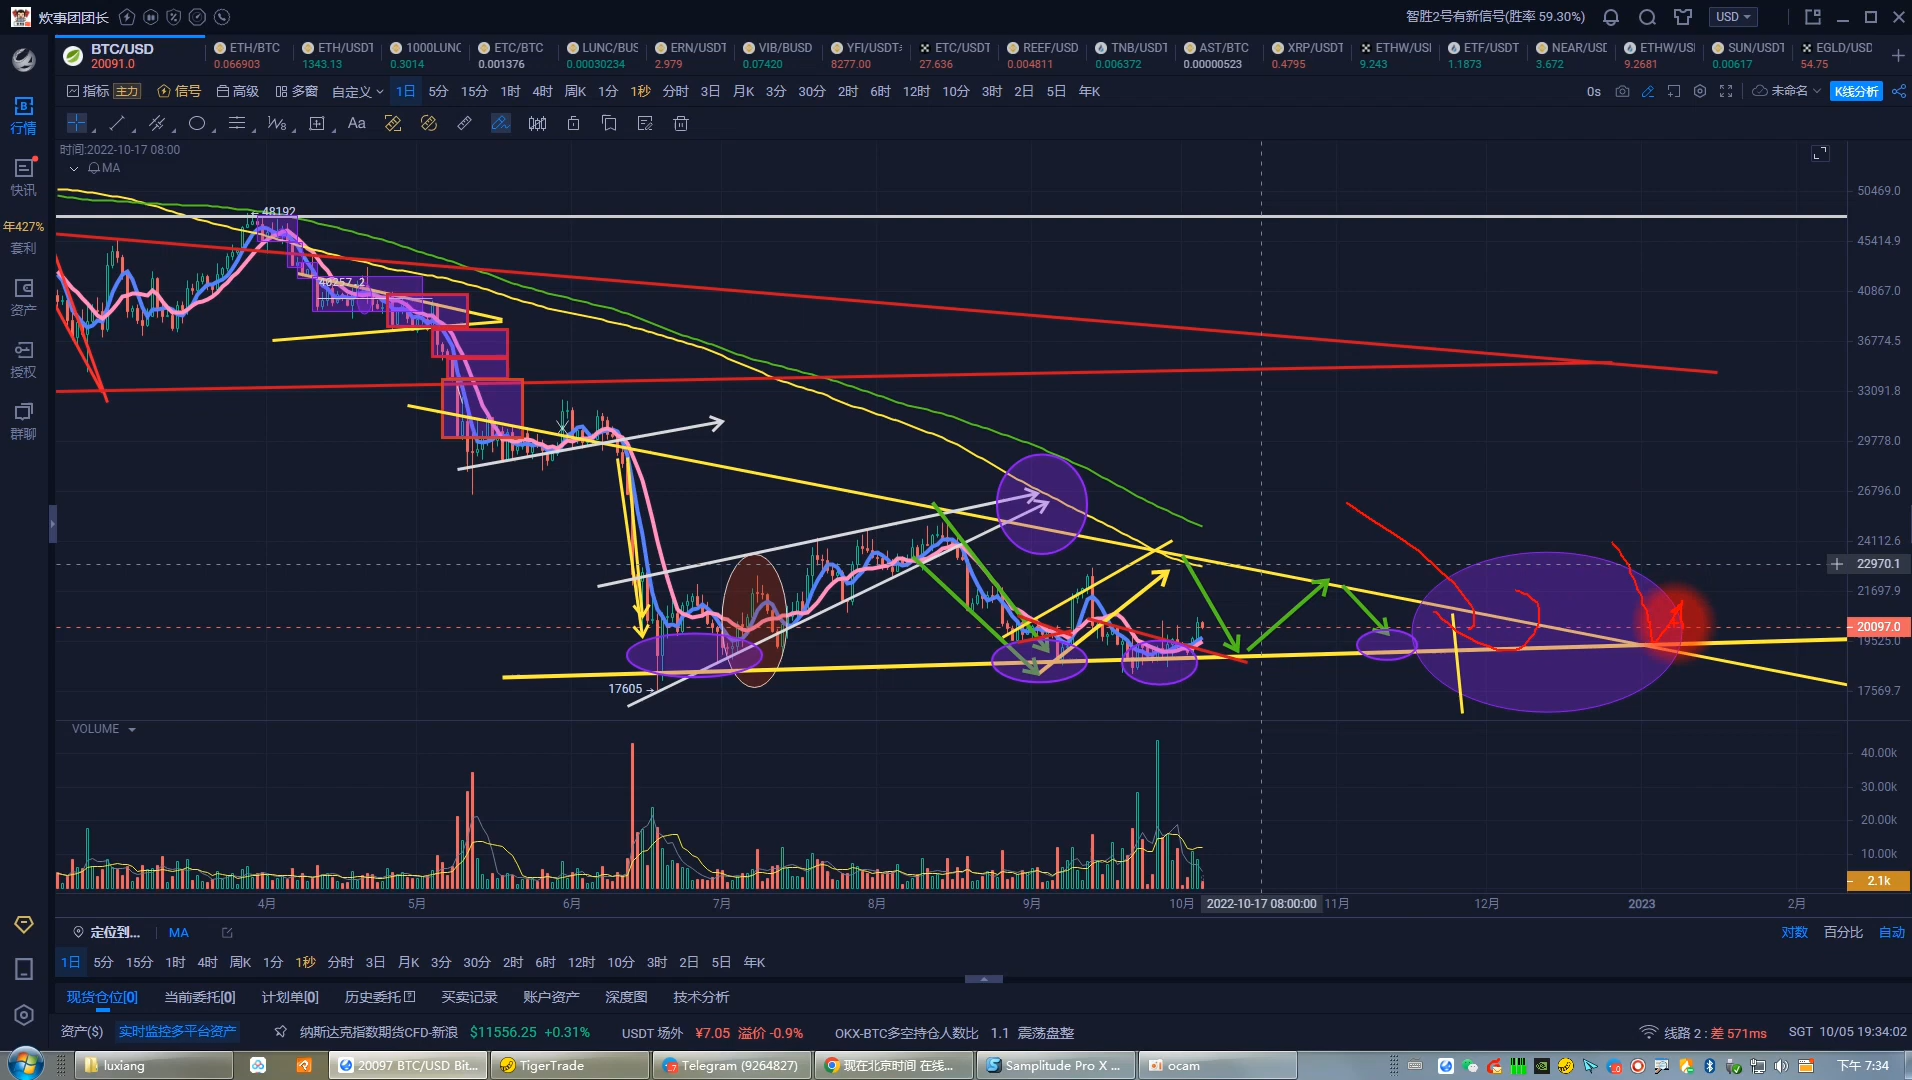 炊事团团长
智胜2号有新信号(胜率 59.30%)
USD
BTC/USD
20091.0
ETH/BTC
0.066903
ETH/USDT
1343.13
1000LUNC
0.3014
ETC/BTC
0.001376
LUNC/BUS
0.00030234
ERN/USDT
2.979
VIB/BUSD
0.07420
YFI/USDT
8277.00
ETC/USDT
27.636
REEF/USD
0.004811
TNB/USDT
0.006372
AST/BTC
0.00000523
XRP/USDT
0.4795
ETHW/USI
9.243
ETF/USDT
1.1873
NEAR/USD
3.672
ETHW/USI
9.2681
SUN/USDT
0.00617
EGLD/USD
54.75
指标 主力 信号 高级 多窗 自定义 1日 5分 15分 1时 4时 周K 1分 1秒 分时 3日 月K 3分 30分 2时 6时 12时 10分 3时 2日 5日 年K
0s 未命名 K线分析
Aa
行情
快讯
年427%
套利
资产
授权
群聊
时间:2022-10-17 08:00
MA
48192
40257.2
17605
50469.0
45414.9
40867.0
36774.5
33091.8
29778.0
26796.0
24112.6
22970.1
21697.9
20097.0
19525.0
17569.7
VOLUME
40.00k
30.00k
20.00k
10.00k
2.1k
4月 5月 6月 7月 8月 9月 10月 2022-10-17 08:00:00 11月 12月 2023 2月
定位到... MA
对数 百分比 自动
1日 5分 15分 1时 4时 周K 1分 1秒 分时 3日 月K 3分 30分 2时 6时 12时 10分 3时 2日 5日 年K
现货仓位[0] 当前委托[0] 计划单[0] 历史委托 买卖记录 账户资产 深度图 技术分析
资产($) 实时监控多平台资产 纳斯达克指数期货CFD-新浪 $11556.25 +0.31% USDT 场外 ¥7.05 溢价 -0.9% OKX-BTC多空持仓人数比 1.1 震荡盘整 线路 2 : 差 571ms SGT 10/05 19:34:02
luxiang
20097 BTC/USD Bit...
TigerTrade
Telegram (9264827)
现在北京时间 在线...
Samplitude Pro X ...
ocam
下午 7:34